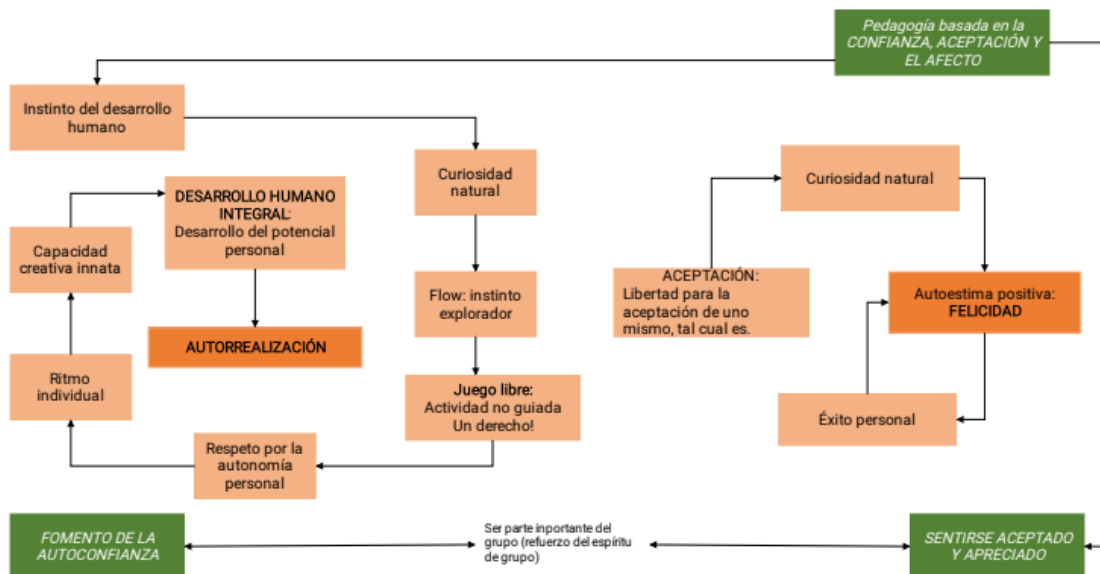 Pedagogía basada en la
CONFIANZA, ACEPTACIÓN Y
EL AFECTO
Instinto del desarrollo
humano
Curiosidad
natural
DESARROLLO HUMANO
INTEGRAL:
Desarrollo del potencial
personal
Capacidad
creativa innata
Flow: instinto
explorador
AUTORREALIZACIÓN
Ritmo
individual
Juego libre:
Actividad no guiada
Un derecho!
Respeto por la
autonomía
personal
Curiosidad natural
ACEPTACIÓN:
Libertad para la
aceptación de uno
mismo, tal cual es.
Autoestima positiva:
FELICIDAD
Éxito personal
FOMENTO DE LA
AUTOCONFIANZA
Ser parte inportante del
grupo (refuerzo del espíritu
de grupo)
SENTIRSE ACEPTADO
Y APRECIADO